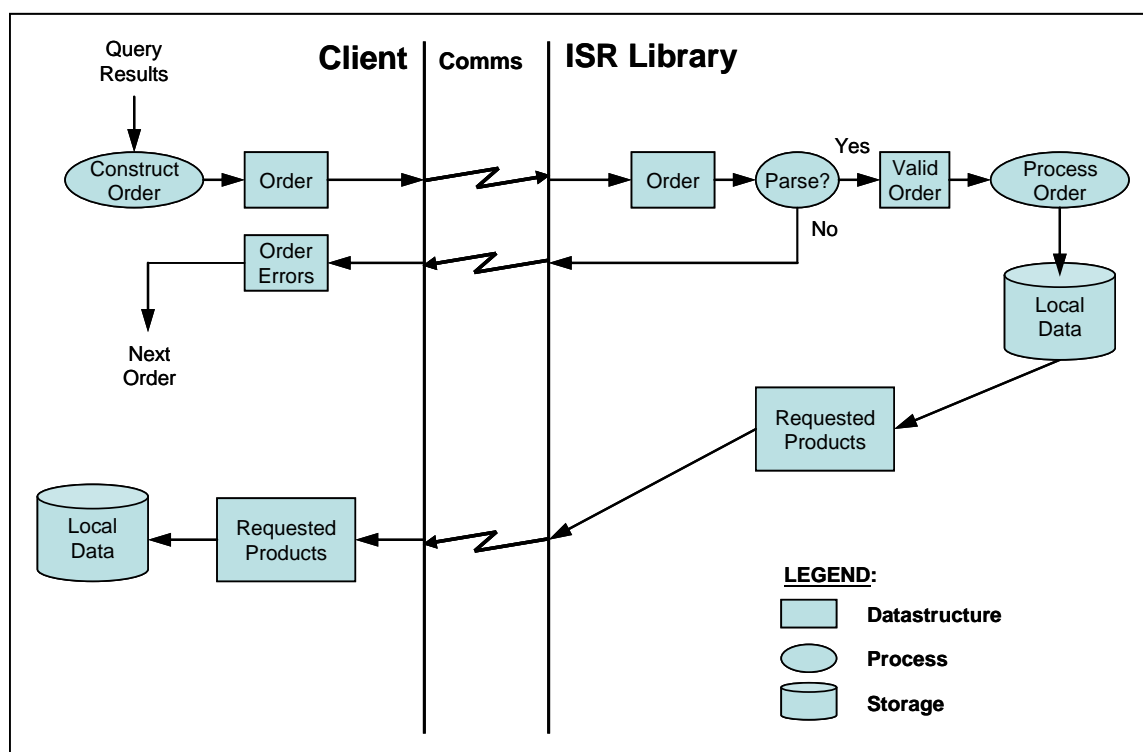 Client
Comms
ISR Library
Query
Results
Construct
Order
Order
Order
Parse?
Yes
No
Valid
Order
Process
Order
Order
Errors
Next
Order
Local
Data
Requested
Products
Local
Data
Requested
Products
LEGEND:
Datastructure
Process
Storage